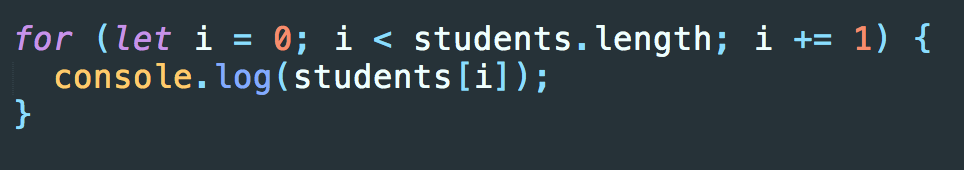 for (let i = 0; i < students.length; i += 1) {
  console.log(students[i]);
}